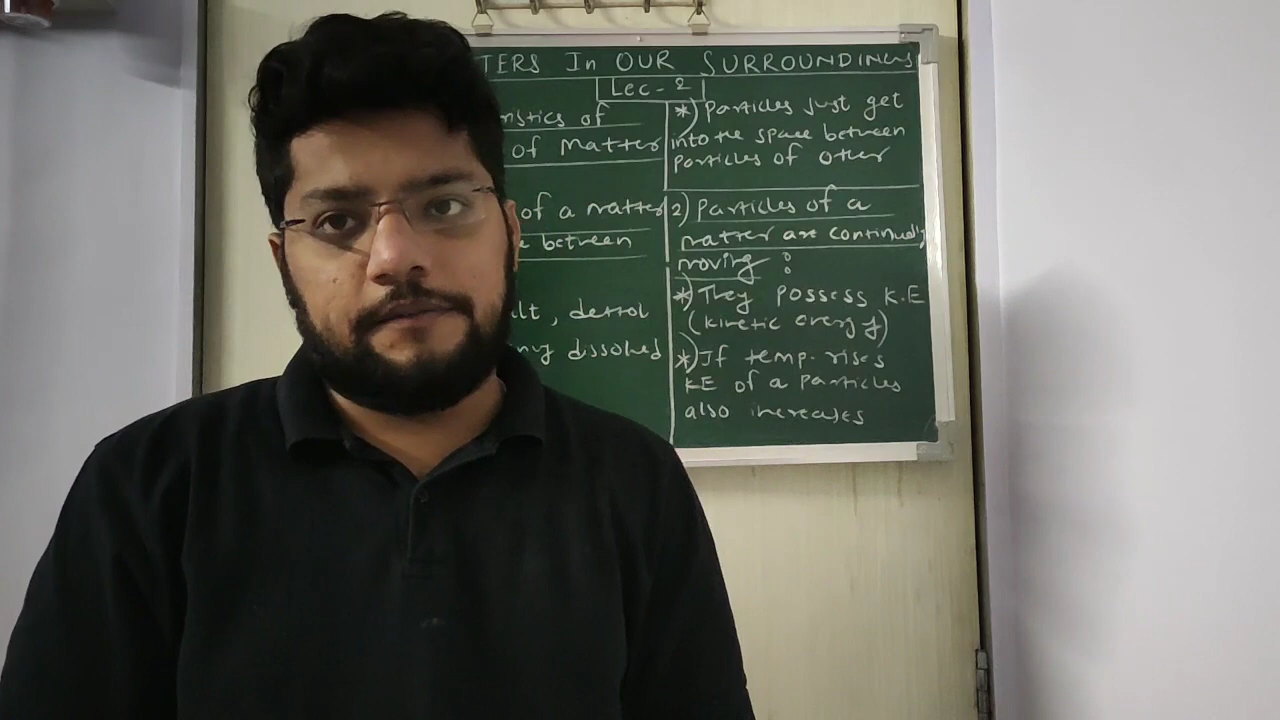 TERS In OUR SURROUNDINGS
Lec - 2
ristics of
of Matter
of a matter
e between
lt, dettol
ny dissolved
*) Particles just get
into the space between
particles of other
2) Particles of a
matter are continually
moving :
*) They possess K.E
(kinetic energy)
*) If temp. rises
KE of a particles
also increases